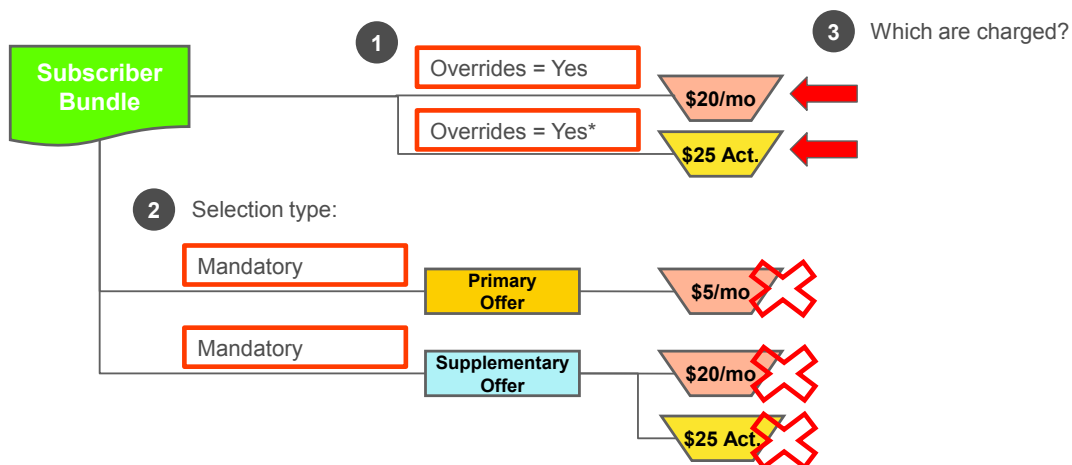 1
3
Which are charged?
Subscriber
Bundle
Overrides = Yes
$20/mo
Overrides = Yes*
$25 Act.
2
Selection type:
Mandatory
Primary
Offer
$5/mo
Mandatory
Supplementary
Offer
$20/mo
$25 Act.